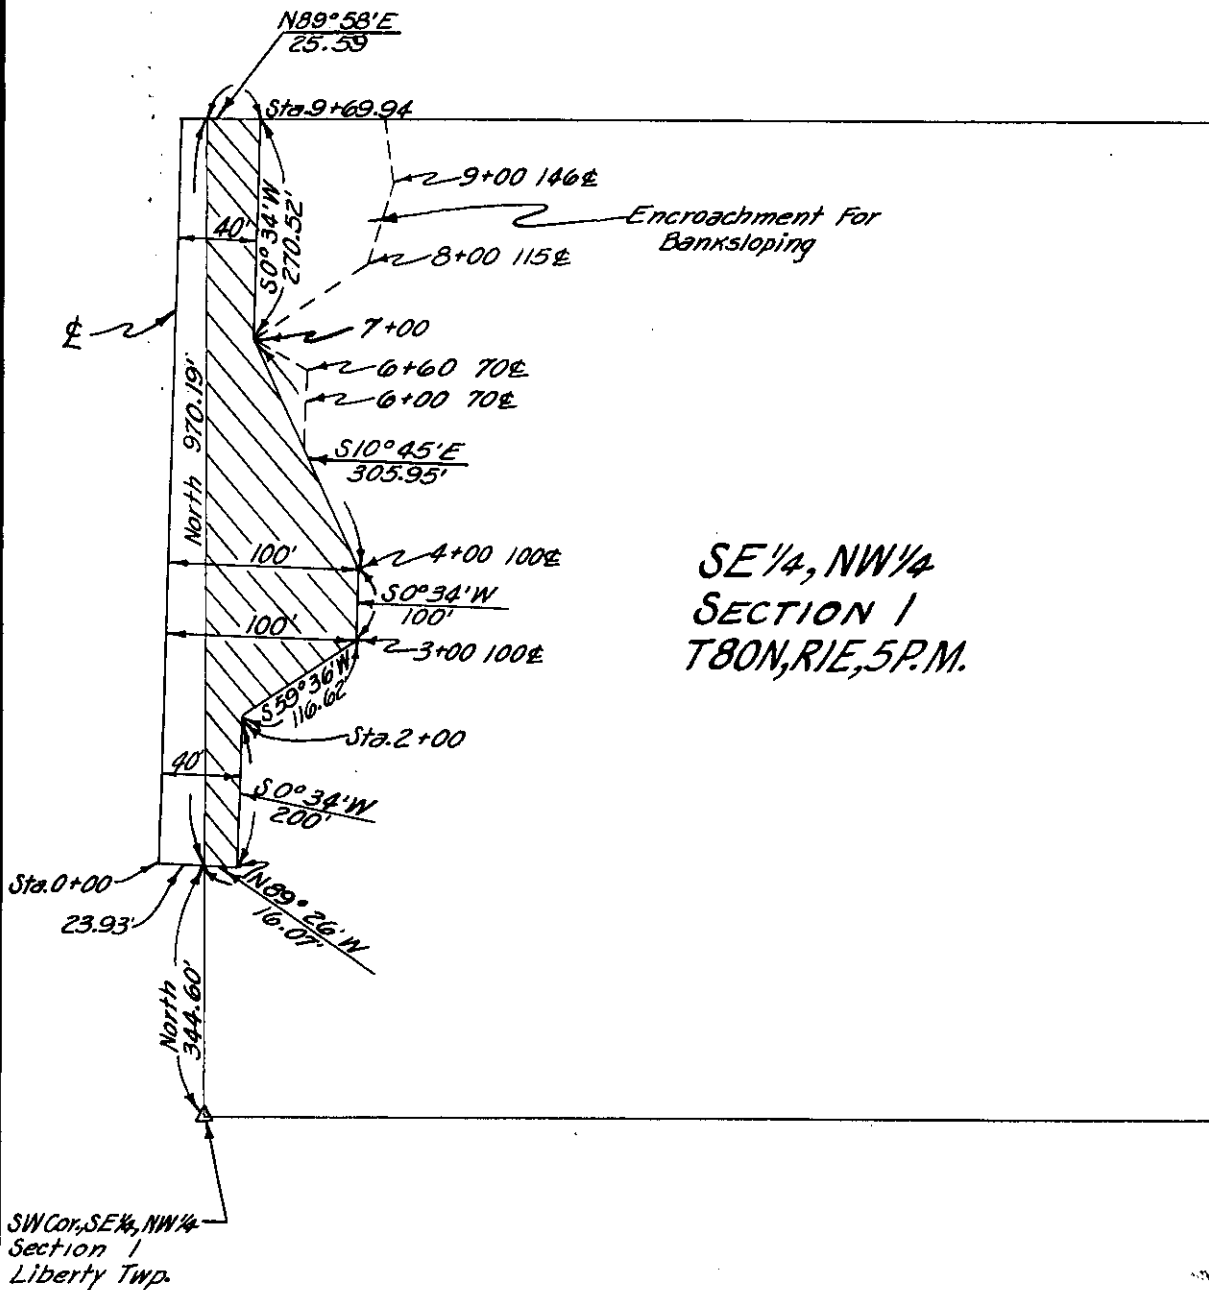 N89°58'E
25.59
Sta.9+69.94
9+00 146℄
Encroachment For
Banksloping
40'
S0°34'W
270.52'
8+00 115℄
℄
7+00
6+60 70℄
6+00 70℄
North 970.19'
S10°45'E
305.95'
100'
4+00 100℄
S0°34'W
100'
100'
3+00 100℄
SE¼, NW¼
SECTION 1
T80N,R1E,5P.M.
S59°36'W
116.62'
Sta.2+00
40'
S0°34'W
200'
Sta.0+00
23.93'
N89°26'W
16.07'
North
344.60'
SW Cor.,SE¼,NW¼
Section 1
Liberty Twp.